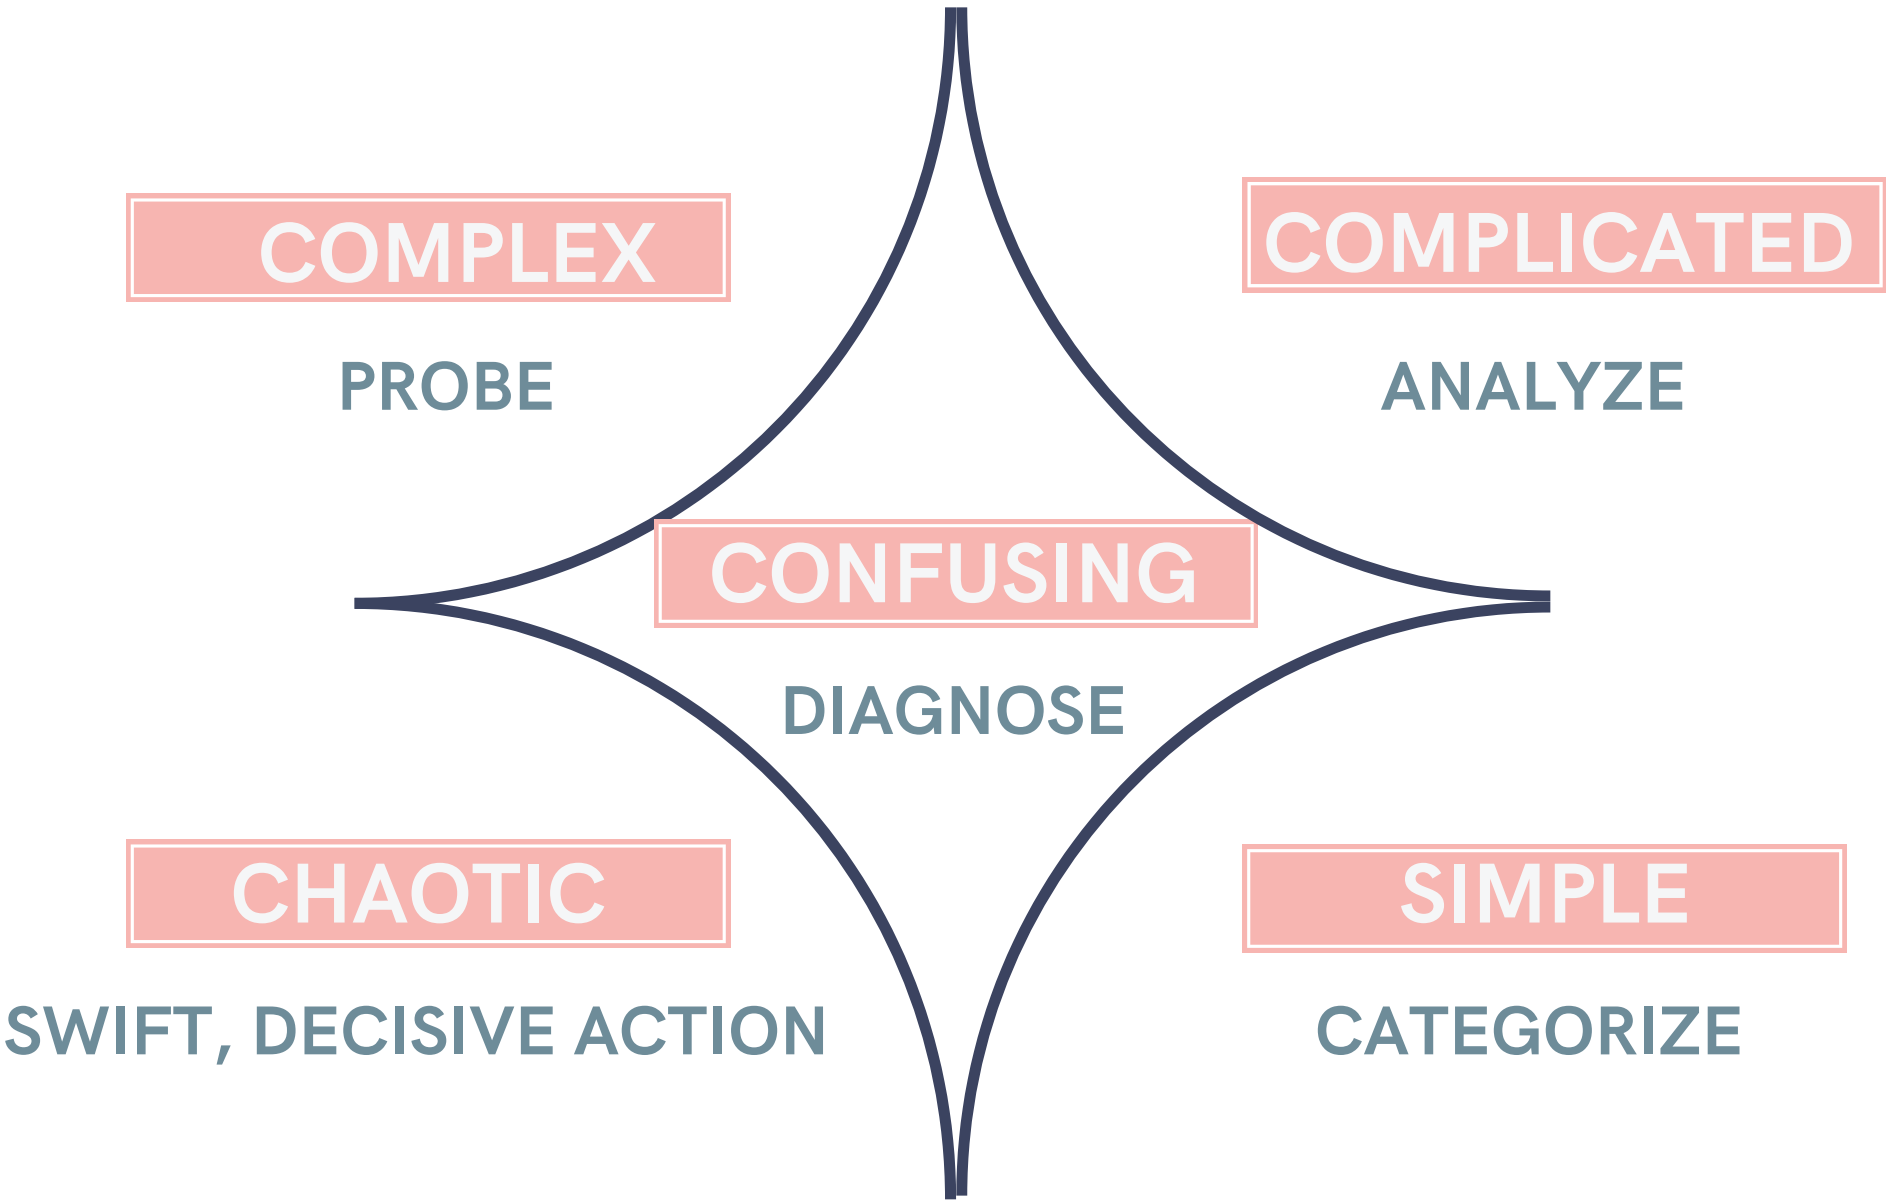 COMPLEX
PROBE
COMPLICATED
ANALYZE
CONFUSING
DIAGNOSE
CHAOTIC
SWIFT, DECISIVE ACTION
SIMPLE
CATEGORIZE